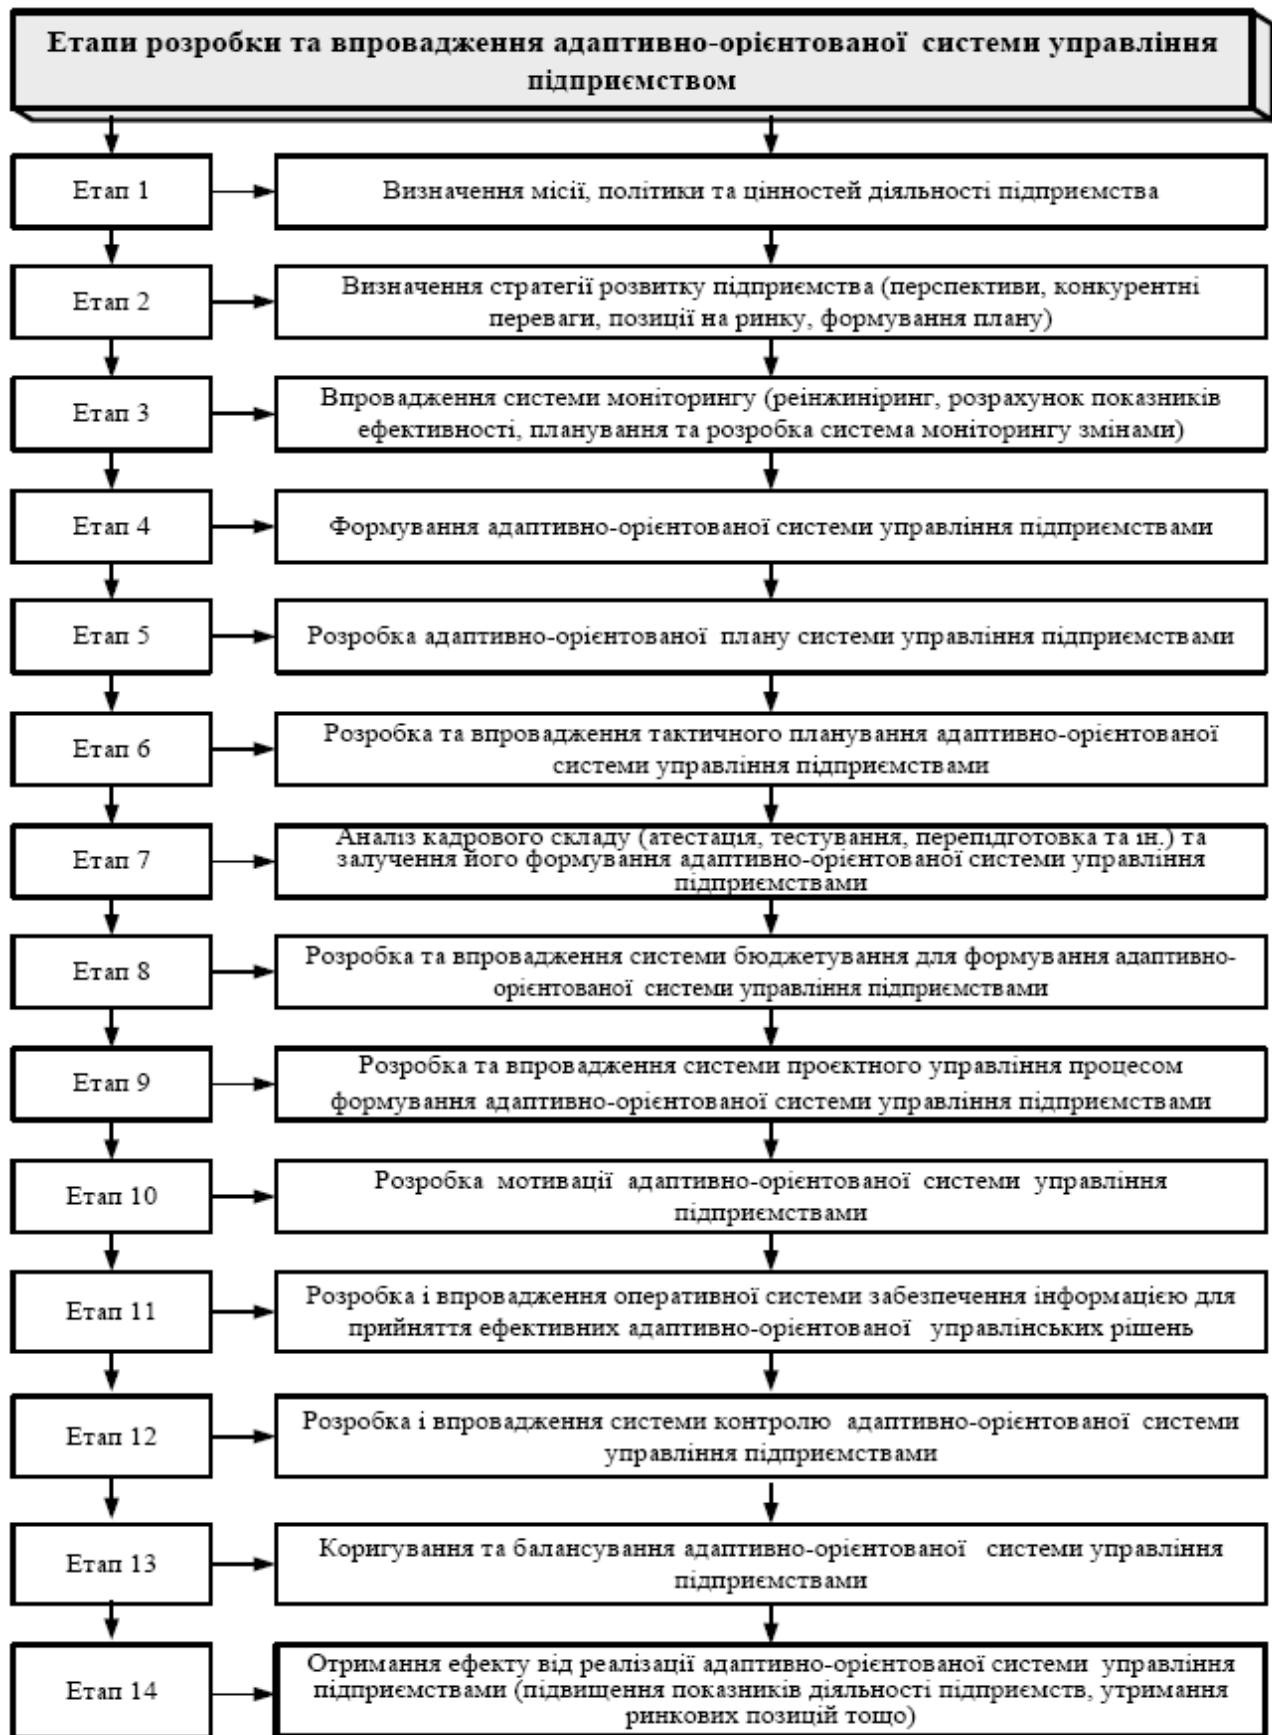 Етапи розробки та впровадження адаптивно-орієнтованої системи управління
підприємством
Етап 1
Визначення місії, політики та цінностей діяльності підприємства
Етап 2
Визначення стратегії розвитку підприємства (перспективи, конкурентні
переваги, позиції на ринку, формування плану)
Етап 3
Впровадження системи моніторингу (реінжиніринг, розрахунок показників
ефективності, планування та розробка система моніторингу змінами)
Етап 4
Формування адаптивно-орієнтованої системи управління підприємствами
Етап 5
Розробка адаптивно-орієнтованої плану системи управління підприємствами
Етап 6
Розробка та впровадження тактичного планування адаптивно-орієнтованої
системи управління підприємствами
Етап 7
Аналіз кадрового складу (атестація, тестування, перепідготовка та ін.) та
залучення його формування адаптивно-орієнтованої системи управління
підприємствами
Етап 8
Розробка та впровадження системи бюджетування для формування адаптивно-
орієнтованої системи управління підприємствами
Етап 9
Розробка та впровадження системи проєктного управління процесом
формування адаптивно-орієнтованої системи управління підприємствами
Етап 10
Розробка мотивації адаптивно-орієнтованої системи управління
підприємствами
Етап 11
Розробка і впровадження оперативної системи забезпечення інформацією для
прийняття ефективних адаптивно-орієнтованої управлінських рішень
Етап 12
Розробка і впровадження системи контролю адаптивно-орієнтованої системи
управління підприємствами
Етап 13
Коригування та балансування адаптивно-орієнтованої системи управління
підприємствами
Етап 14
Отримання ефекту від реалізації адаптивно-орієнтованої системи управління
підприємствами (підвищення показників діяльності підприємств, утримання
ринкових позицій тощо)